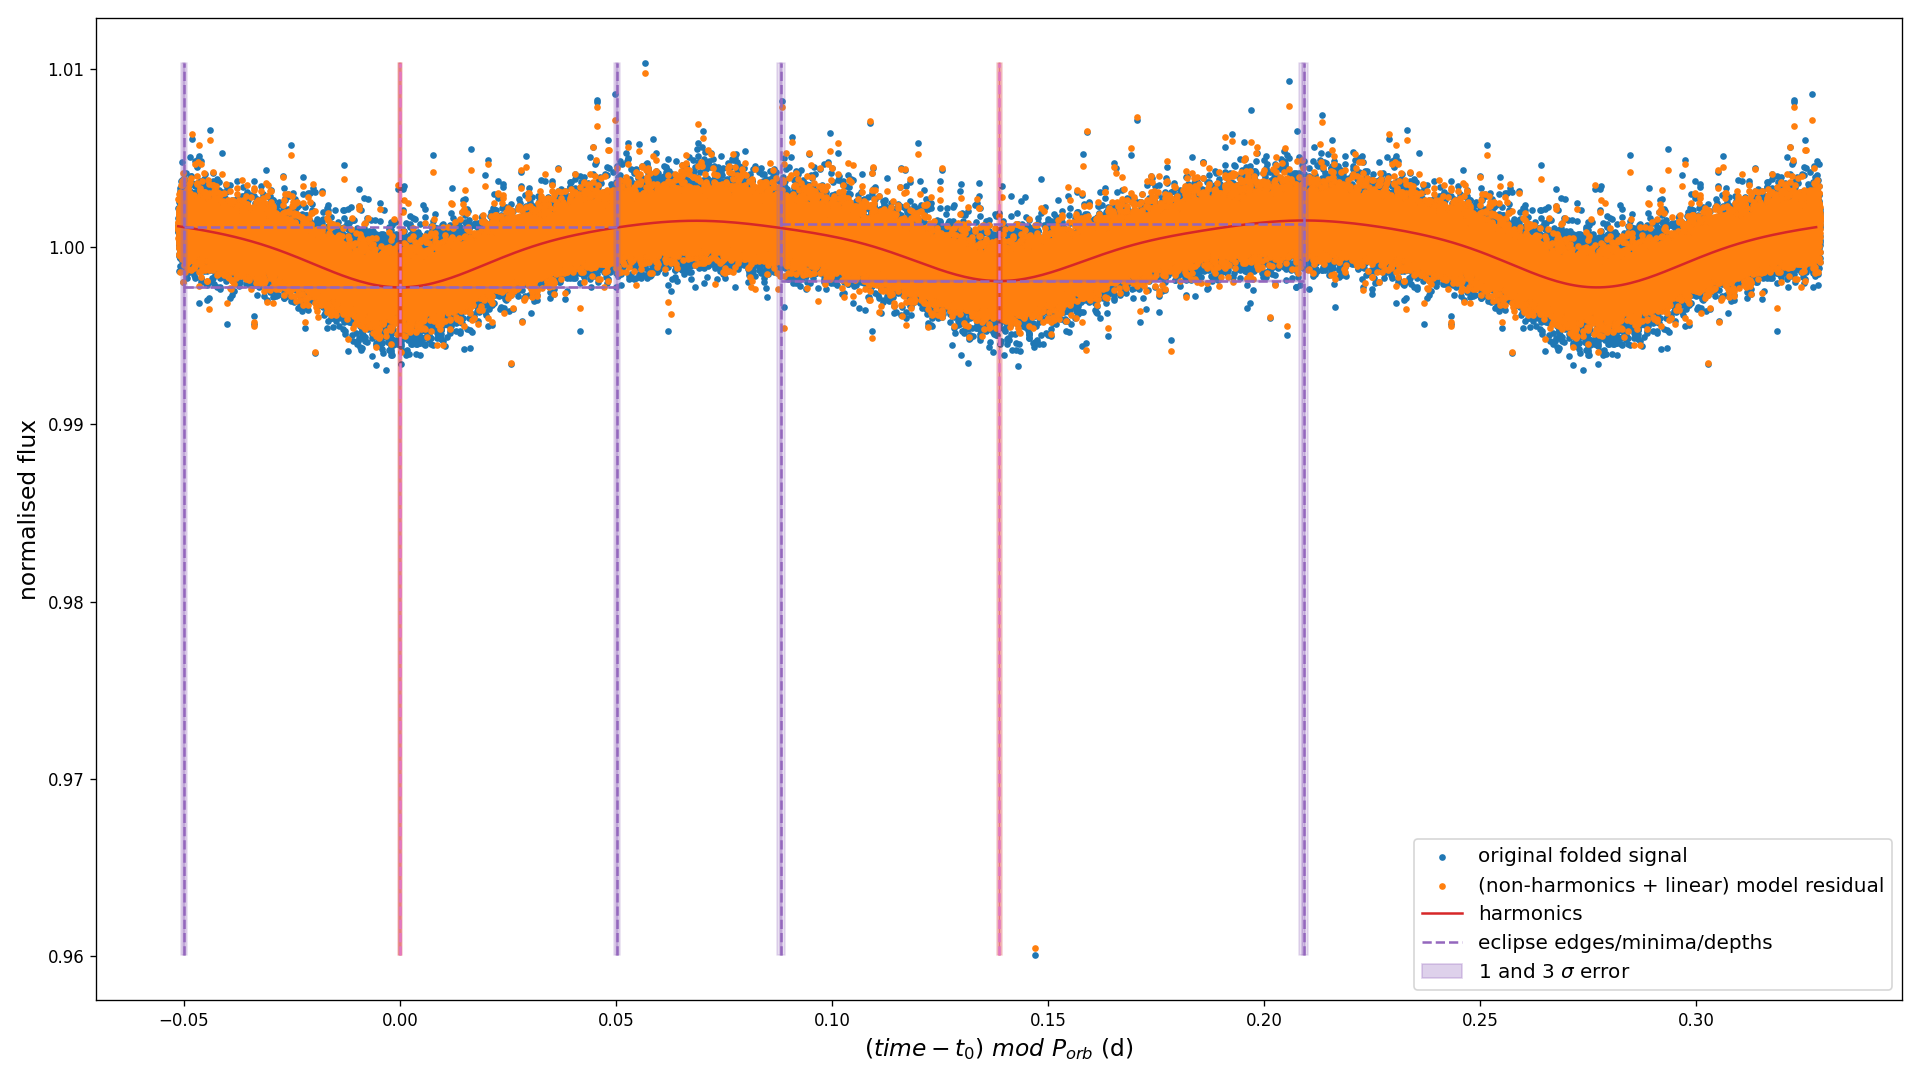 1.01
1.00
0.99
0.98
0.97
0.96
normalised flux
−0.05 0.00 0.05 0.10 0.15 0.20 0.25 0.30
(time − t₀) mod Pₒᵣb (d)
original folded signal
(non-harmonics + linear) model residual
harmonics
eclipse edges/minima/depths
1 and 3 σ error